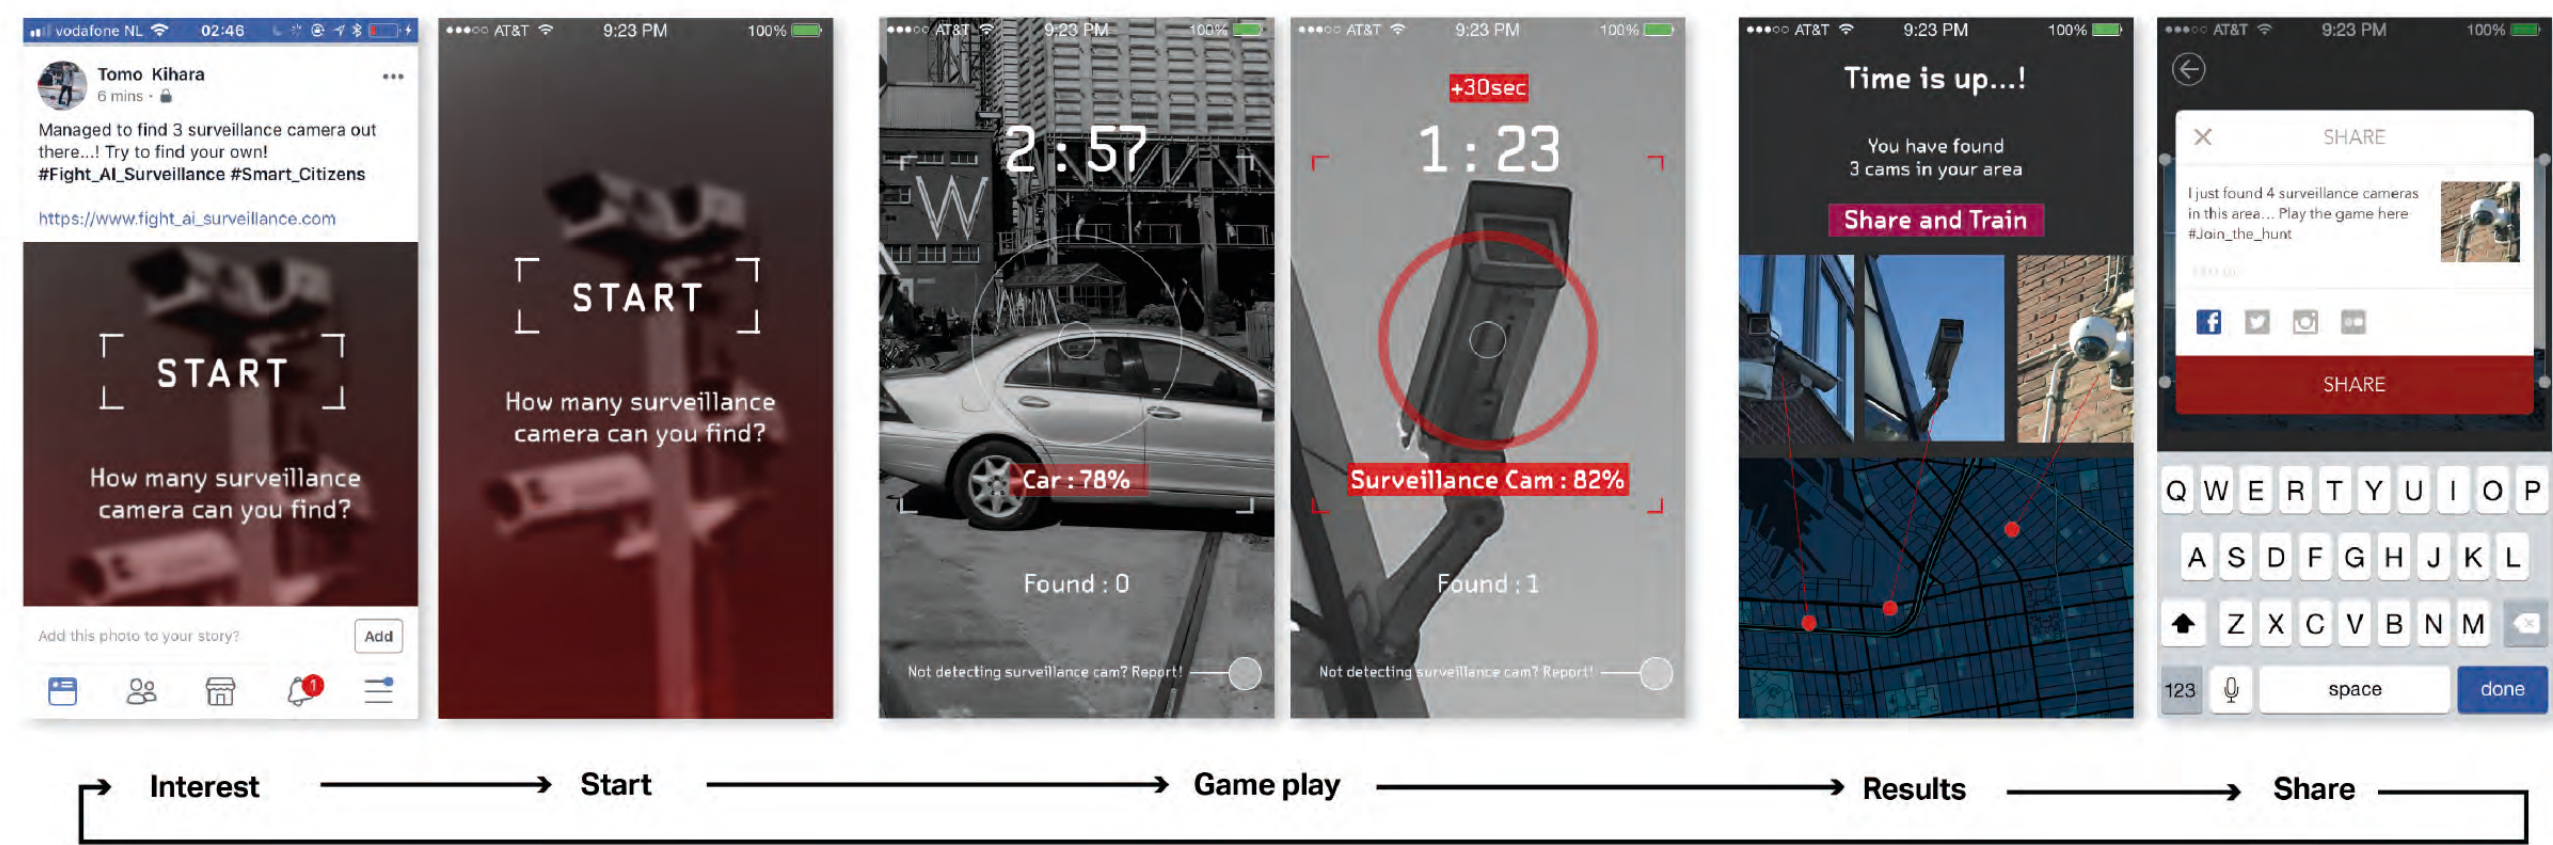 vodafone NL 02:46
Tomo Kihara
6 mins ·
Managed to find 3 surveillance camera out
there...! Try to find your own!
#Fight_AI_Surveillance #Smart_Citizens
https://www.fight_ai_surveillance.com
START
How many surveillance
camera can you find?
Add this photo to your story?
Add
1
AT&T 9:23 PM 100%
START
How many surveillance
camera can you find?
AT&T 9:23 PM 100%
2:57
W
Car : 78%
Found : 0
Not detecting surveillance cam? Report!
AT&T 9:23 PM 100%
+30sec
1:23
Surveillance Cam : 82%
Found : 1
Not detecting surveillance cam? Report!
AT&T 9:23 PM 100%
Time is up...!
You have found
3 cams in your area
Share and Train
AT&T 9:23 PM 100%
SHARE
I just found 4 surveillance cameras
in this area... Play the game here
#Join_the_hunt
SHARE
Q W E R T Y U I O P
A S D F G H J K L
Z X C V B N M
123 space done
Interest Start Game play Results Share